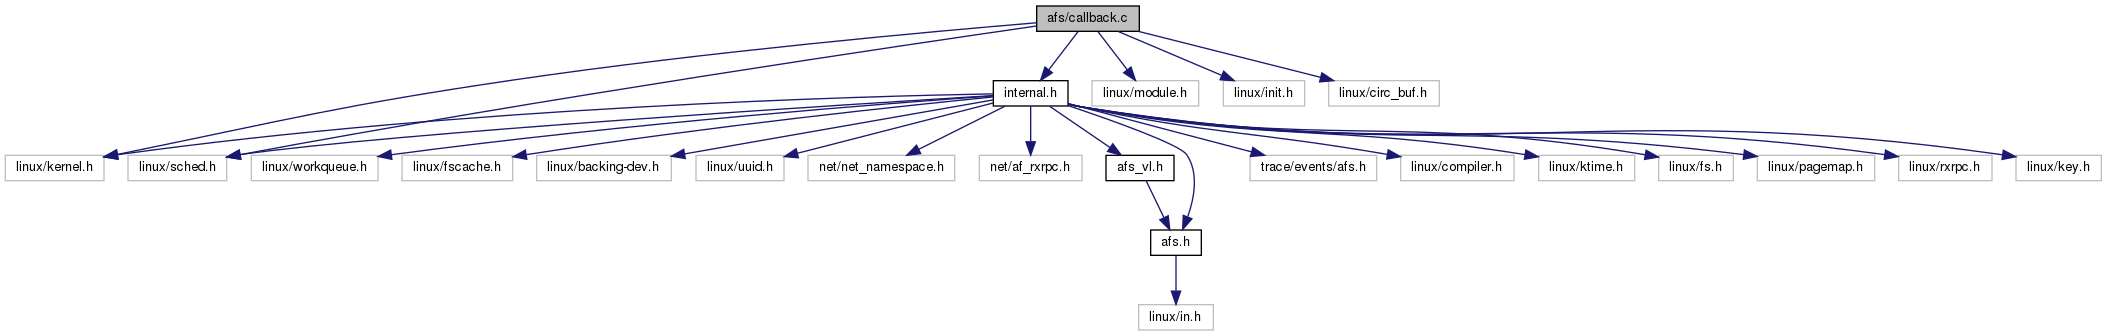 afs/callback.c
internal.h
linux/module.h
linux/init.h
linux/circ_buf.h
linux/kernel.h
linux/sched.h
linux/workqueue.h
linux/fscache.h
linux/backing-dev.h
linux/uuid.h
net/net_namespace.h
net/af_rxrpc.h
afs_vl.h
trace/events/afs.h
linux/compiler.h
linux/ktime.h
linux/fs.h
linux/pagemap.h
linux/rxrpc.h
linux/key.h
afs.h
linux/in.h